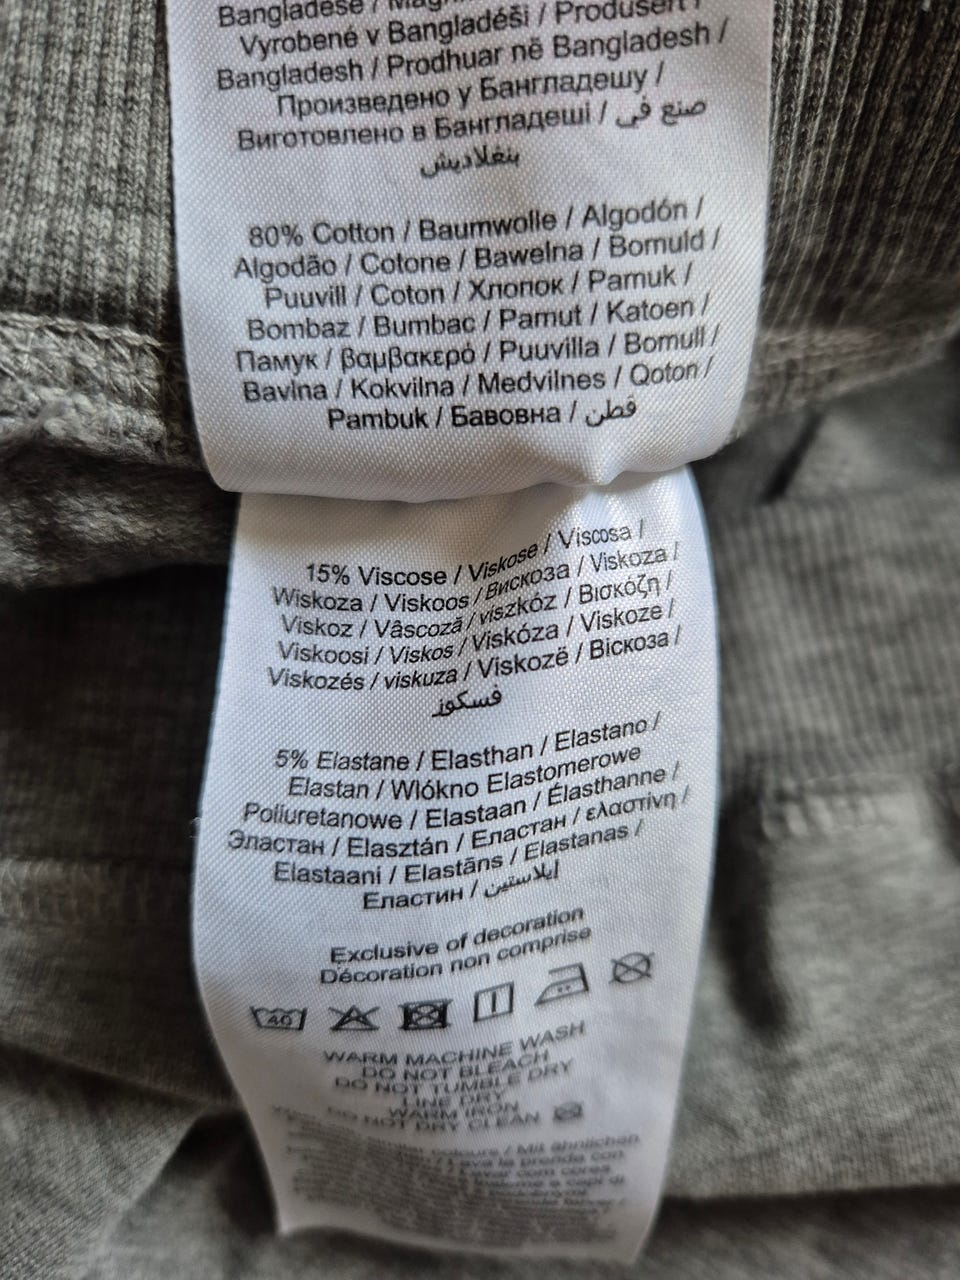 Bangladese /
Vyrobené v Bangladéši / Produsert i
Bangladesh / Prodhuar në Bangladesh /
Произведено у Бангладешу /
Виготовлено в Бангладеші / صنع في
بنغلاديش
80% Cotton / Baumwolle / Algodón /
Algodão / Cotone / Bawełna / Bomuld /
Puuvill / Coton / Хлопок / Pamuk /
Bombaž / Bumbac / Pamut / Katoen /
Памук / βαμβακερό / Puuvilla / Bomull /
Bavlna / Kokvilna / Medvilnės / Qoton /
Pambuk / Бавовна / قطن
15% Viscose / Viskose / Viscosa /
Wiskoza / Viskoos / Вискоза / Viskoza /
Viskoz / Vâscoză / viszkóz / Βισκόζη /
Viskoosi / Viskos / Viskóza / Viskoze /
Viskozės / viskuza / Viskozë / Віскоза /
فسكوز
5% Elastane / Elasthan / Elastano /
Elastan / Włókno Elastomerowe
Poliuretanowe / Elastaan / Élasthanne /
Эластан / Elasztán / Еластан / ελαστίνη /
Elastaani / Elastāns / Elastanas /
Еластин / إيلاستين
Exclusive of decoration
Décoration non comprise
40
WARM MACHINE WASH
DO NOT BLEACH
DO NOT TUMBLE DRY
LINE DRY
WARM IRON
DO NOT DRY CLEAN
colours / Mit ähnlichen